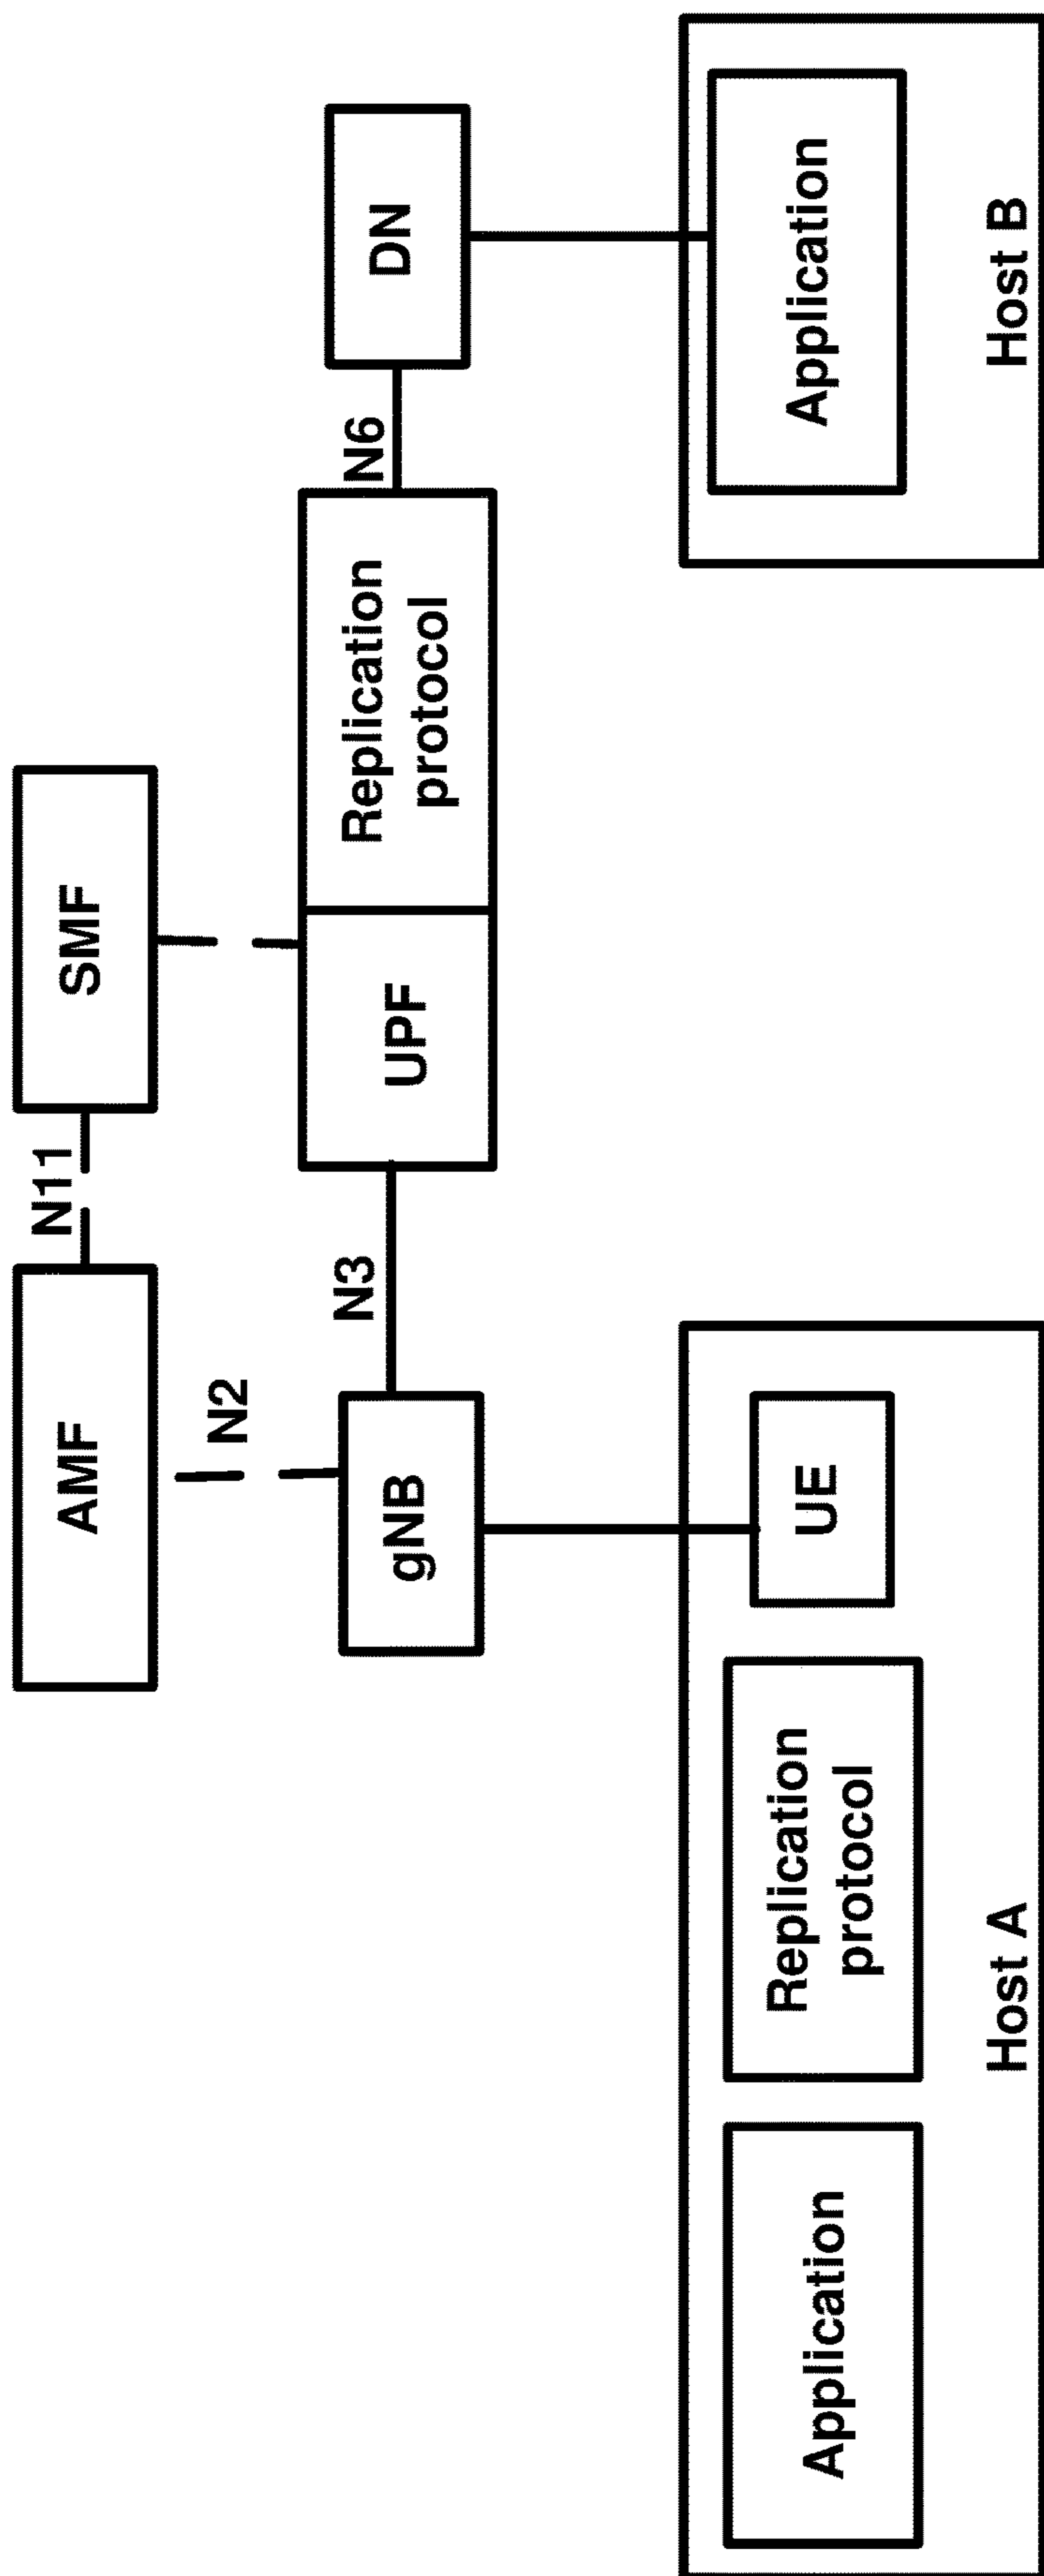 AMF
N11
SMF
N2
gNB
N3
UPF
Replication
protocol
N6
DN
Application
Replication
protocol
UE
Host A
Application
Host B